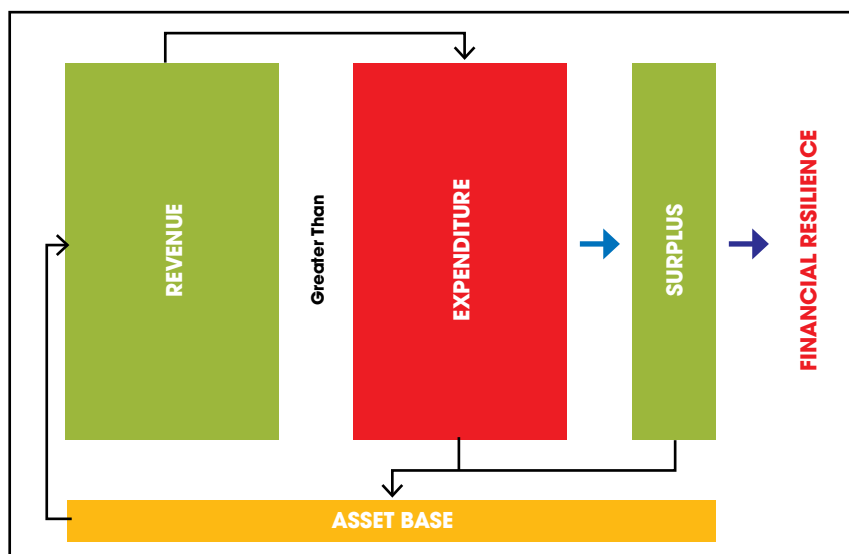 REVENUE
Greater Than
EXPENDITURE
SURPLUS
FINANCIAL RESILIENCE
ASSET BASE